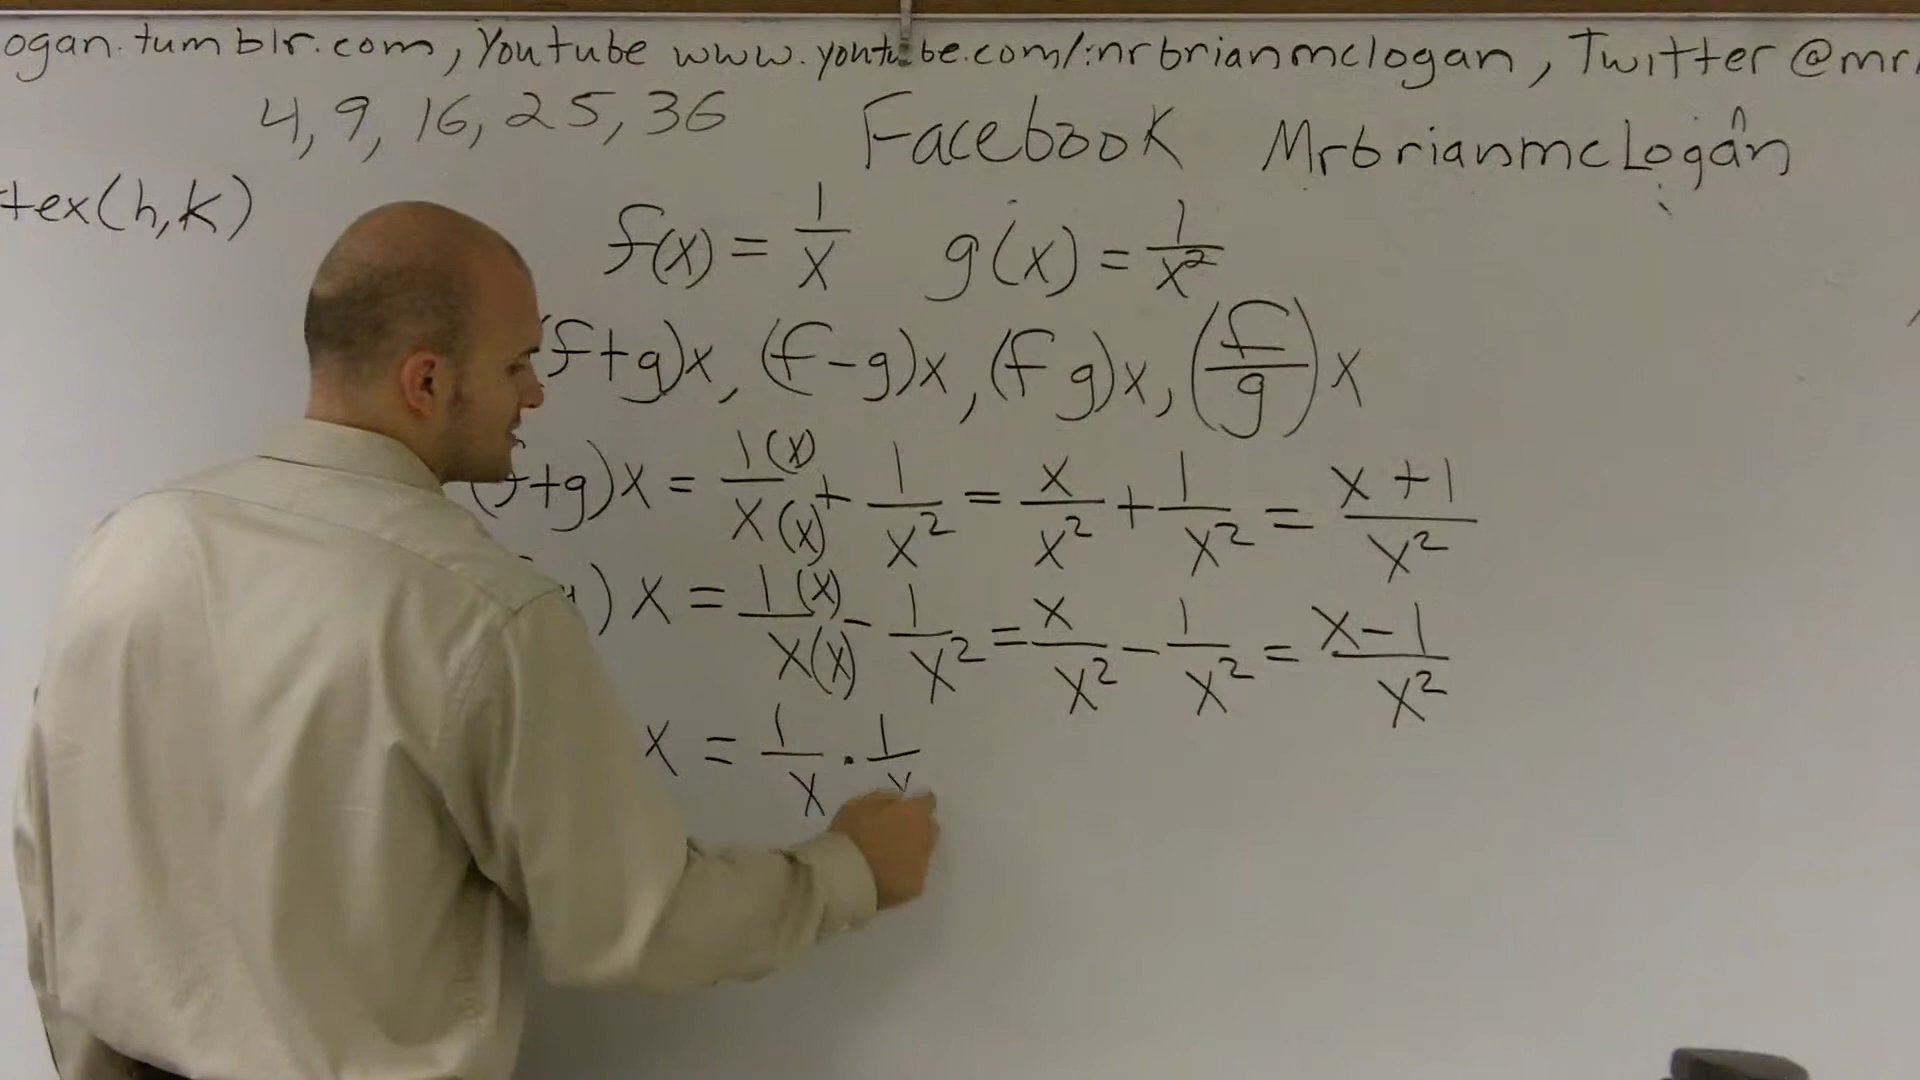 ogan.tumblr.com, Youtube www.youtube.com/mrbrianmclogan, Twitter @mr
4, 9, 16, 25, 36
Facebook MrbrianmcLogan
tex(h,k)
f(x) = 1/x g(x) = 1/x²
(f+g)x, (f-g)x, (f g)x, (f/g)x
(f+g)x = 1(x)/x(x) + 1/x² = x/x² + 1/x² = x+1/x²
)x = 1(x)/x(x) - 1/x² = x/x² - 1/x² = x-1/x²
x = 1/x · 1/x